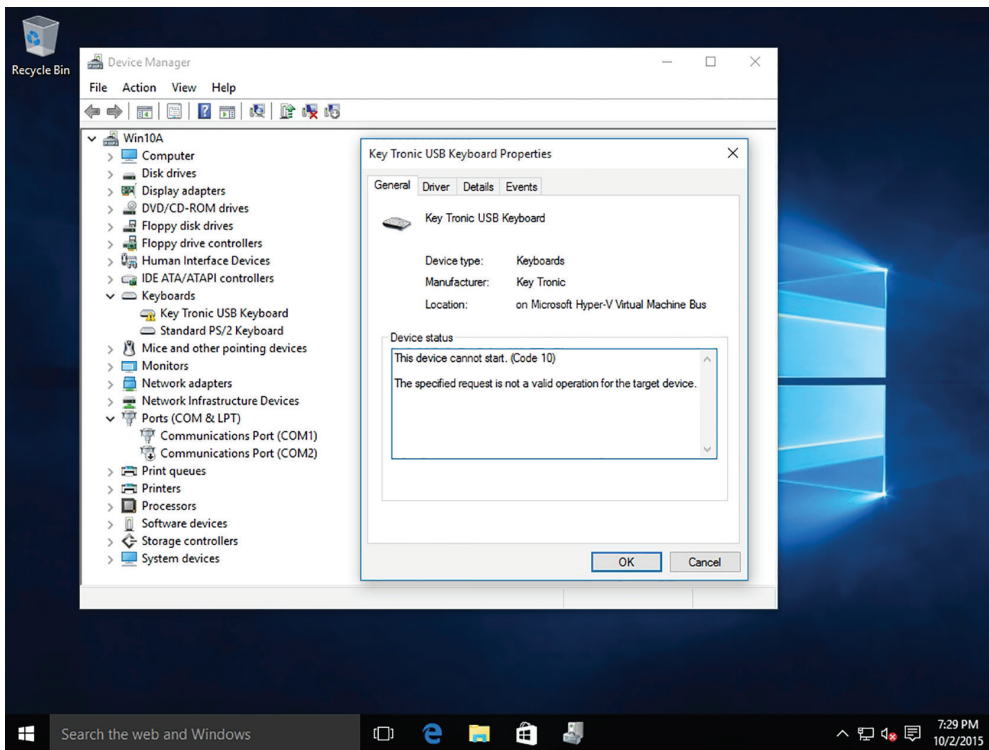 Recycle Bin
Device Manager
File Action View Help
Win10A
Computer
Disk drives
Display adapters
DVD/CD-ROM drives
Floppy disk drives
Floppy drive controllers
Human Interface Devices
IDE ATA/ATAPI controllers
Keyboards
Key Tronic USB Keyboard
Standard PS/2 Keyboard
Mice and other pointing devices
Monitors
Network adapters
Network Infrastructure Devices
Ports (COM & LPT)
Communications Port (COM1)
Communications Port (COM2)
Print queues
Printers
Processors
Software devices
Storage controllers
System devices
Key Tronic USB Keyboard Properties
General Driver Details Events
Key Tronic USB Keyboard
Device type: Keyboards
Manufacturer: Key Tronic
Location: on Microsoft Hyper-V Virtual Machine Bus
Device status
This device cannot start. (Code 10)
The specified request is not a valid operation for the target device.
OK Cancel
Search the web and Windows
7:29 PM
10/2/2015